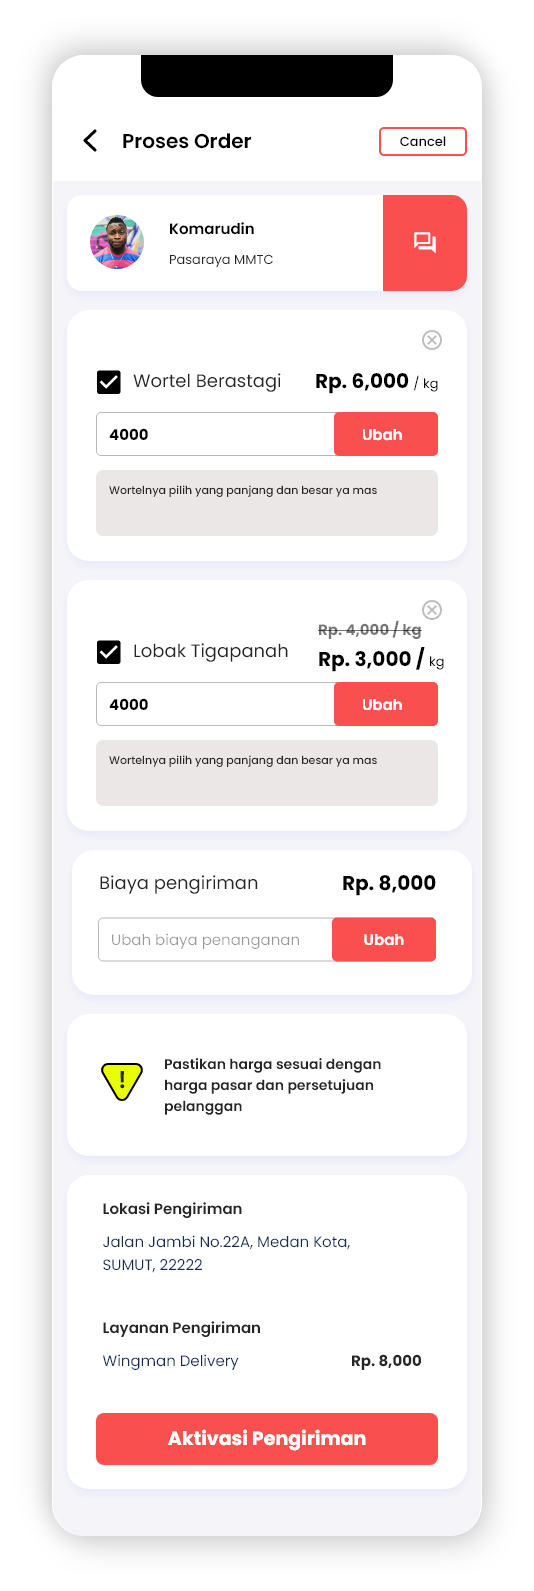 Proses Order
Cancel
Komarudin
Pasaraya MMTC
Wortel Berastagi
Rp. 6,000 / kg
4000
Ubah
Wortelnya pilih yang panjang dan besar ya mas
Rp. 4,000 / kg
Lobak Tigapanah
Rp. 3,000 / kg
4000
Ubah
Wortelnya pilih yang panjang dan besar ya mas
Biaya pengiriman
Rp. 8,000
Ubah biaya penanganan
Ubah
!
Pastikan harga sesuai dengan
harga pasar dan persetujuan
pelanggan
Lokasi Pengiriman
Jalan Jambi No.22A, Medan Kota,
SUMUT, 22222
Layanan Pengiriman
Wingman Delivery
Rp. 8,000
Aktivasi Pengiriman